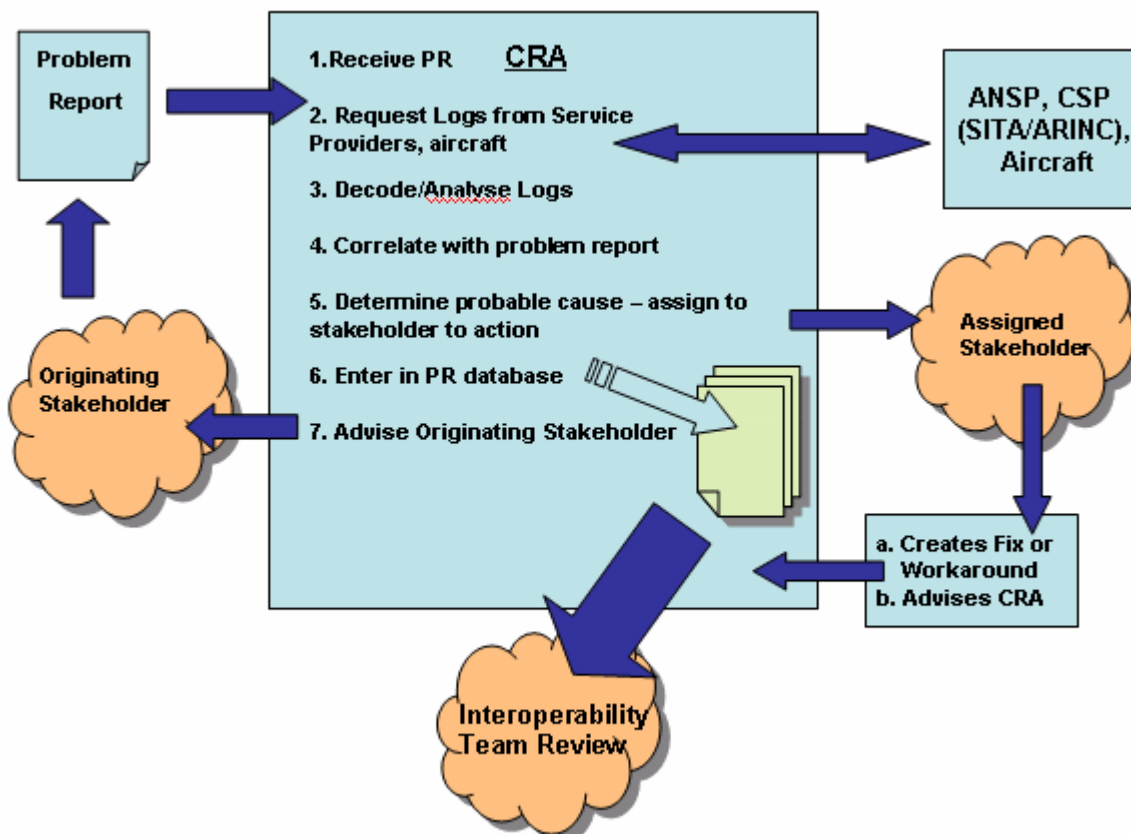 Problem
Report
1.Receive PR CRA
2. Request Logs from Service
Providers, aircraft
3. Decode/Analyse Logs
4. Correlate with problem report
5. Determine probable cause – assign to
stakeholder to action
6. Enter in PR database
7. Advise Originating Stakeholder
ANSP, CSP
(SITA/ARINC),
Aircraft
Assigned
Stakeholder
Originating
Stakeholder
a. Creates Fix or
Workaround
b. Advises CRA
Interoperability
Team Review